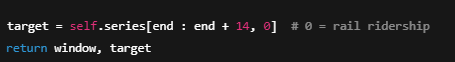 target = self.series[end : end + 14, 0]  # 0 = rail ridership
return window, target